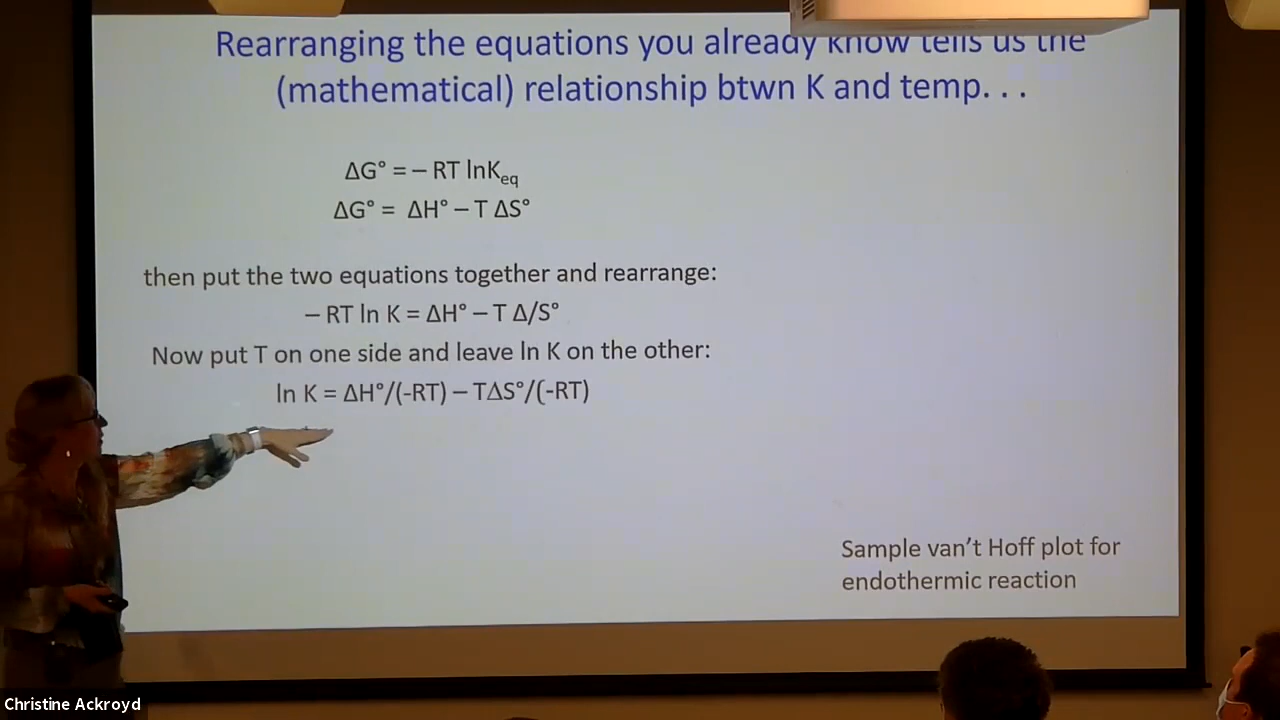 Rearranging the equations you already know tells us the
(mathematical) relationship btwn K and temp. . .
ΔG° = – RT lnKeq
ΔG° = ΔH° – T ΔS°
then put the two equations together and rearrange:
– RT ln K = ΔH° – T Δ/S°
Now put T on one side and leave ln K on the other:
ln K = ΔH°/(-RT) – TΔS°/(-RT)
Sample van't Hoff plot for
endothermic reaction
Christine Ackroyd